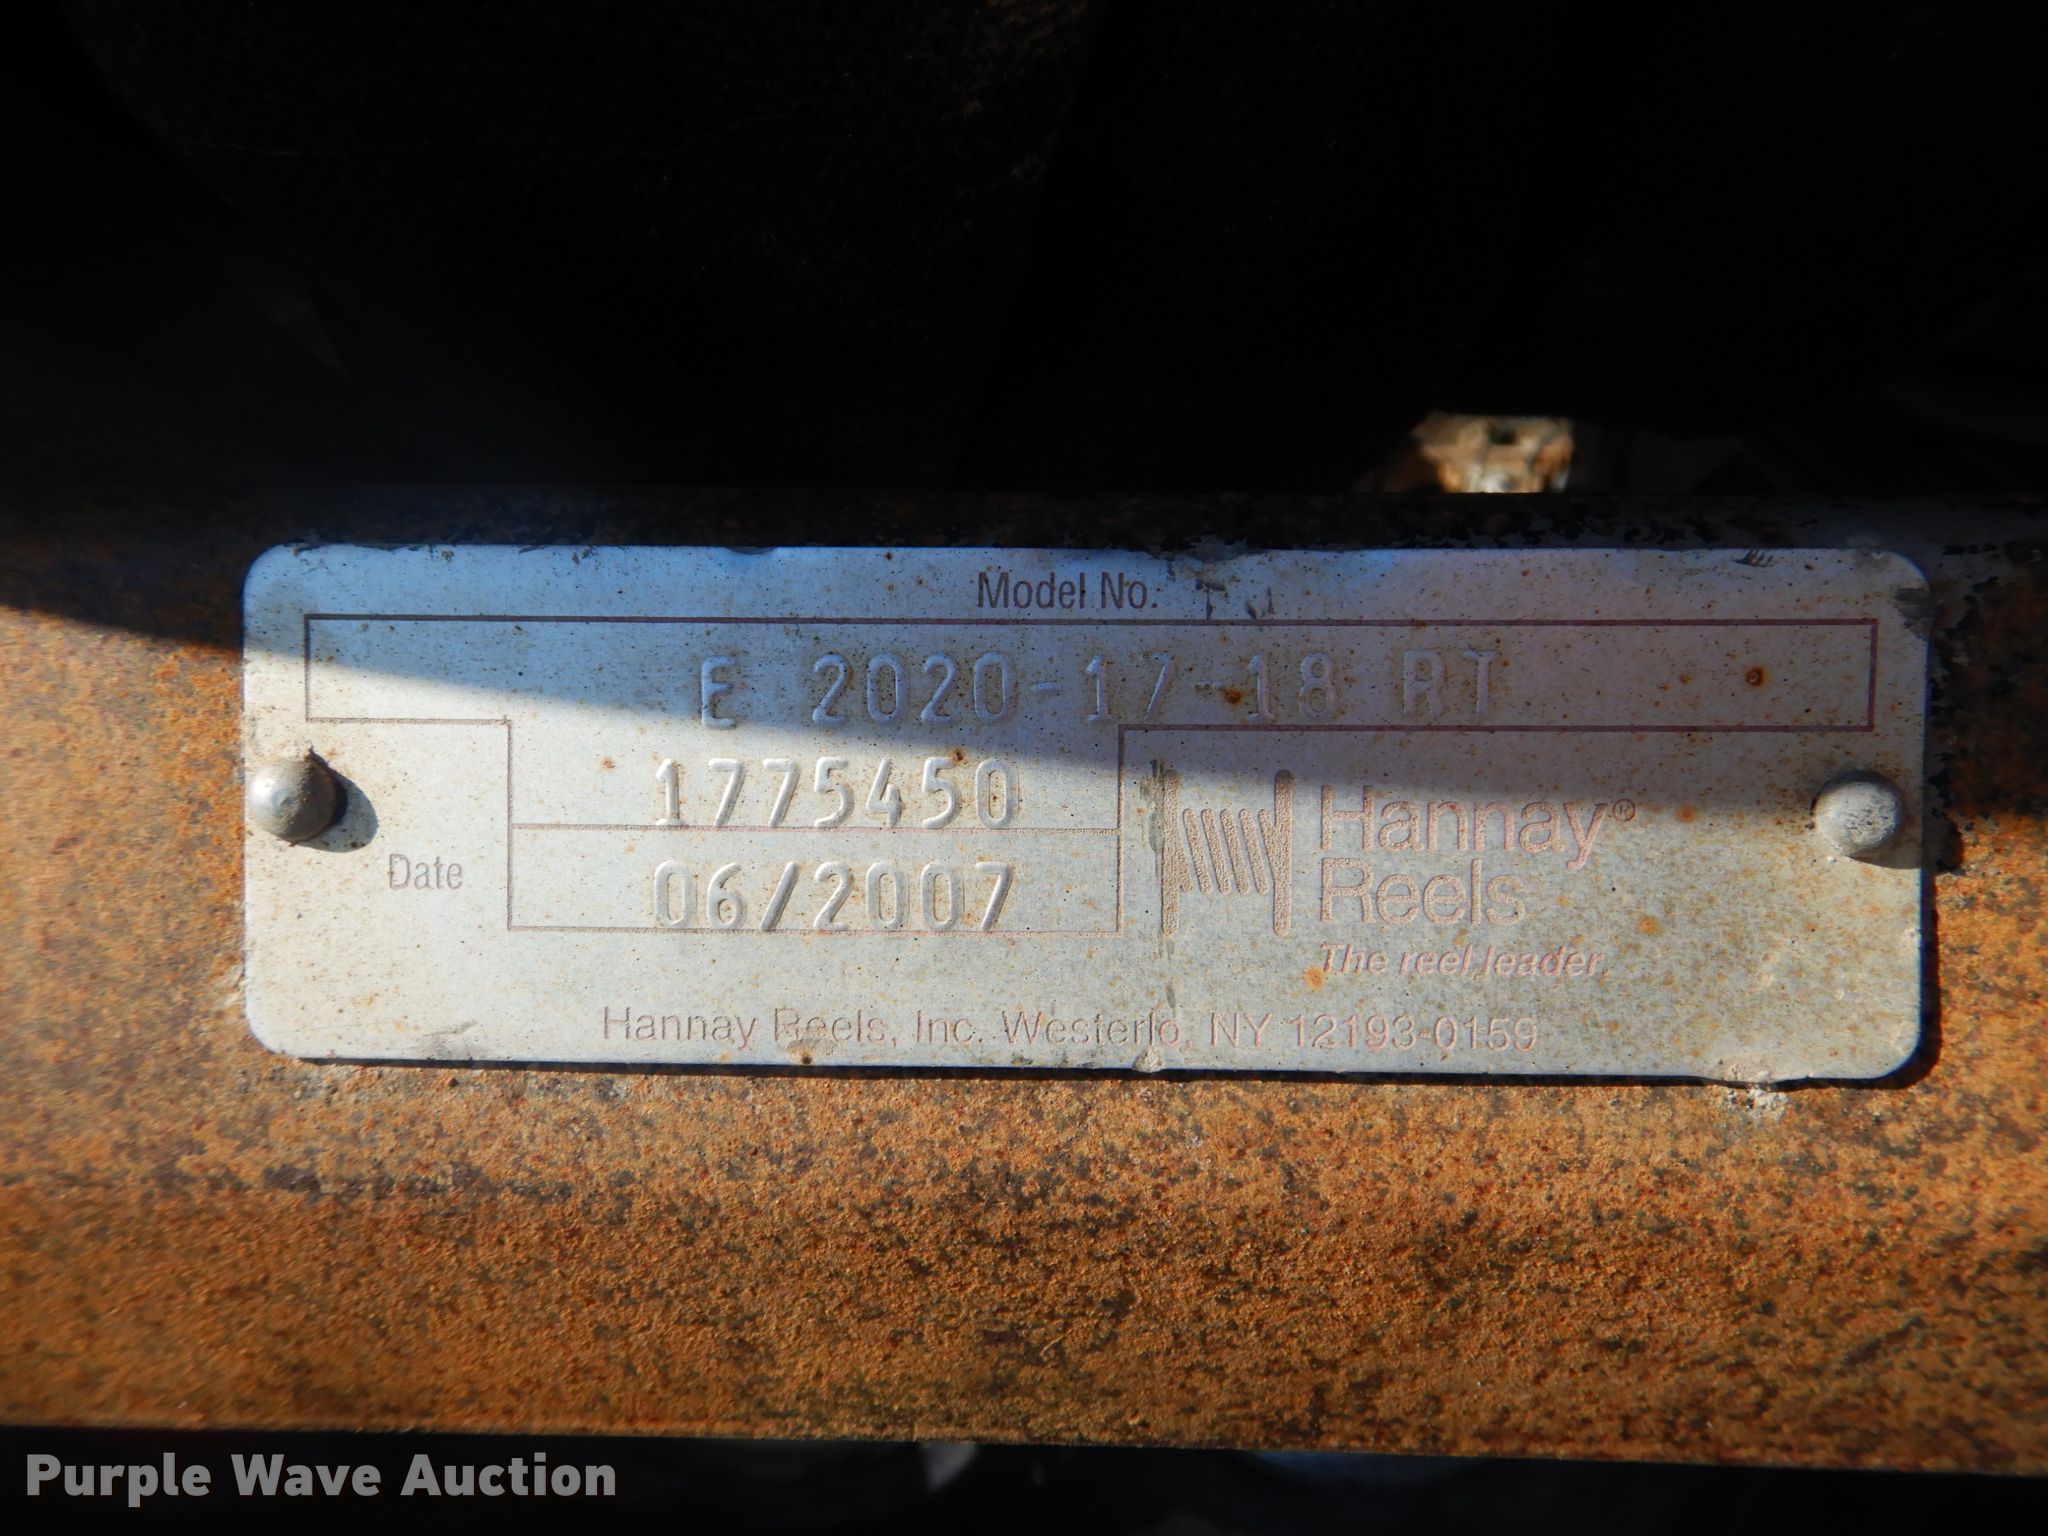 Model No.
E 2020-17-18 RT
1775450
Date 06/2007
Hannay®
Reels
The reel leader.
Hannay Reels, Inc. Westerlo, NY 12193-0159
Purple Wave Auction